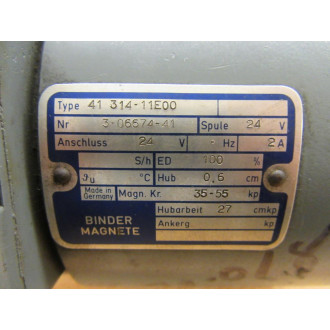 Type 41 314-11E00
Nr 3·06574-41 Spule 24 V
Anschluss 24 V - Hz 2 A
S/h ED 100 %
ϑu °C Hub 0,6 cm
Made in Germany Magn. Kr. 35-55 kp
Hubarbeit 27 cmkp
BINDER MAGNETE Ankerg. kp